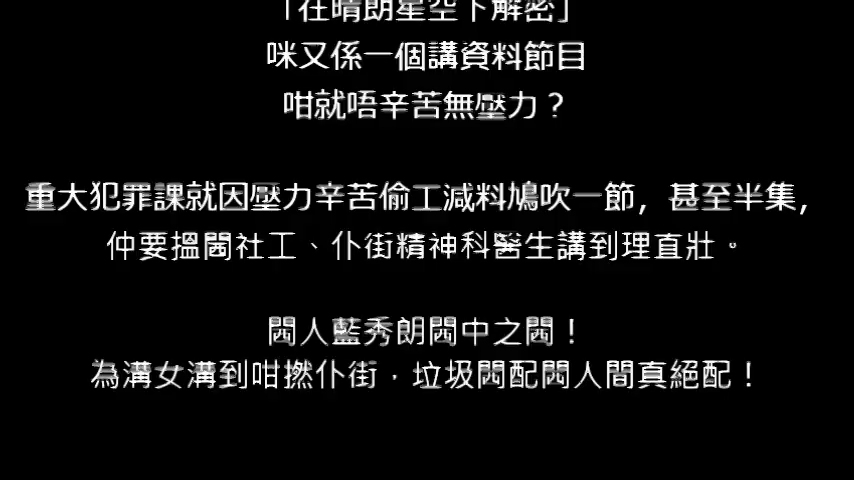 「在晴朗星空下解密」
咪又係一個講資料節目
咁就唔辛苦無壓力？
重大犯罪課就因壓力辛苦偷工減料鳩吹一節，甚至半集，
仲要搵閪社工、仆街精神科醫生講到理直壯。
閪人藍秀朗閪中之閪！
為溝女溝到咁撚仆街，垃圾閪配閪人間真絕配！